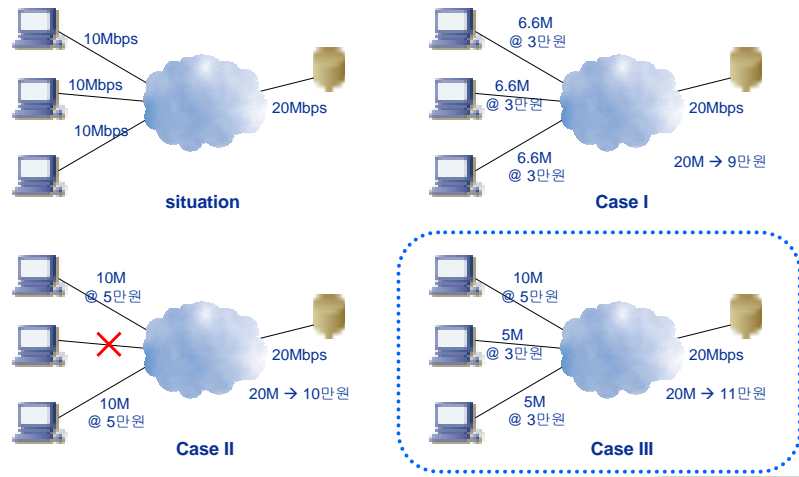 10Mbps
10Mbps
10Mbps
20Mbps
situation
6.6M
@ 3만원
6.6M
@ 3만원
6.6M
@ 3만원
20Mbps
20M → 9만원
Case I
10M
@ 5만원
10M
@ 5만원
20Mbps
20M → 10만원
Case II
10M
@ 5만원
5M
@ 3만원
5M
@ 3만원
20Mbps
20M → 11만원
Case III